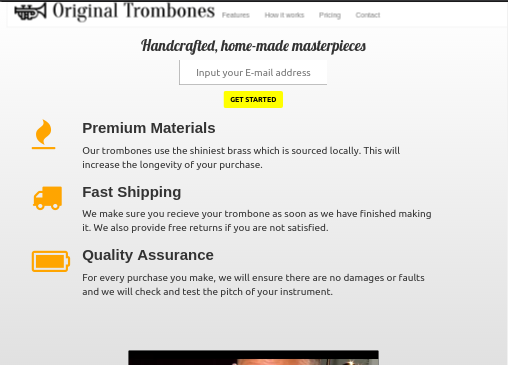 Original Trombones
Features How it works Pricing Contact
Handcrafted, home-made masterpieces
Input your E-mail address
GET STARTED
Premium Materials
Our trombones use the shiniest brass which is sourced locally. This will
increase the longevity of your purchase.
Fast Shipping
We make sure you recieve your trombone as soon as we have finished making
it. We also provide free returns if you are not satisfied.
Quality Assurance
For every purchase you make, we will ensure there are no damages or faults
and we will check and test the pitch of your instrument.